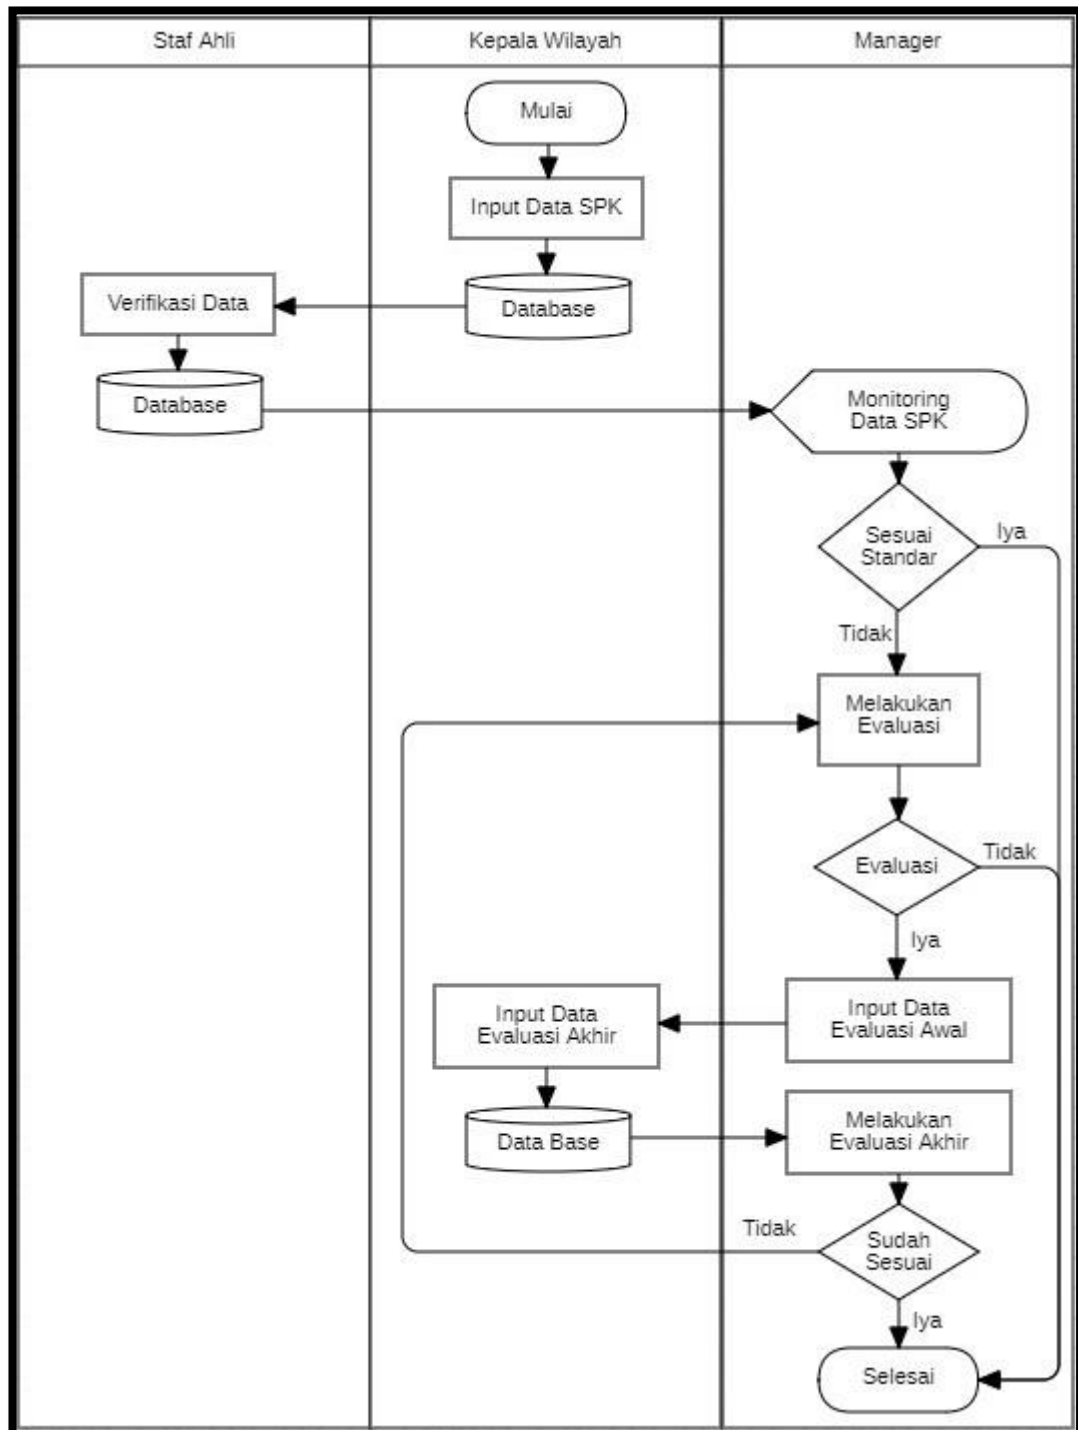 Staf Ahli
Kepala Wilayah
Manager
Mulai
Input Data SPK
Database
Verifikasi Data
Database
Monitoring
Data SPK
Sesuai
Standar
Iya
Tidak
Melakukan
Evaluasi
Evaluasi
Tidak
Iya
Input Data
Evaluasi Awal
Input Data
Evaluasi Akhir
Data Base
Melakukan
Evaluasi Akhir
Sudah
Sesuai
Tidak
Iya
Selesai